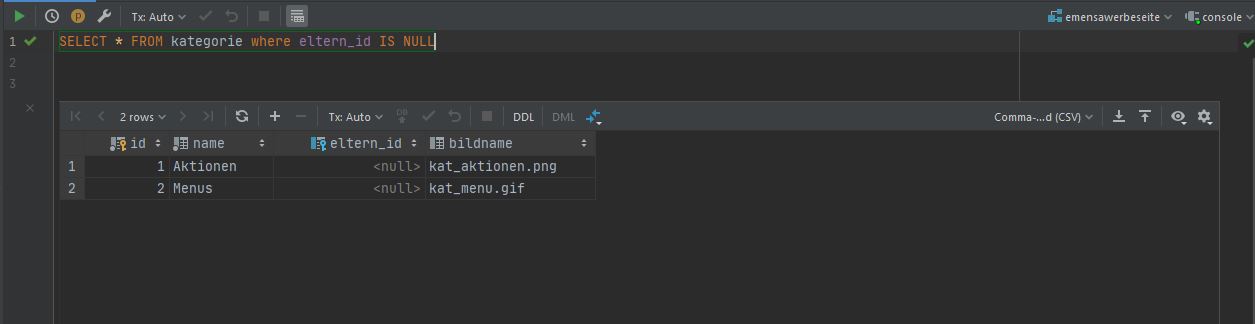 Tx: Auto emensawerbeseite console
1 SELECT * FROM kategorie where eltern_id IS NULL
2
3
2 rows Tx: Auto DB DDL DML Comma-...d (CSV)
id name eltern_id bildname
1 1 Aktionen <null> kat_aktionen.png
2 2 Menus <null> kat_menu.gif